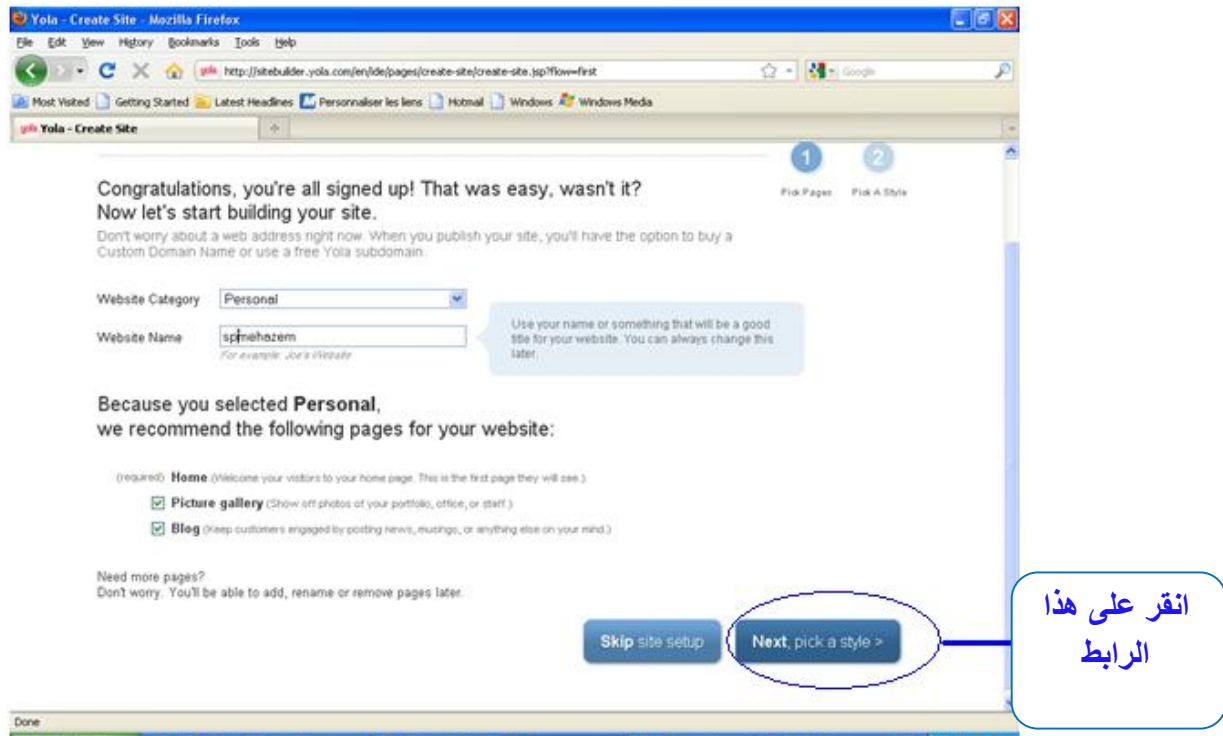 Yola - Create Site - Mozilla Firefox
File Edit View History Bookmarks Tools Help
yola http://sitebuilder.yola.com/en/ide/pages/create-site/create-site.jsp?flow=first Google
Most Visited Getting Started Latest Headlines Personnaliser les liens Hotmail Windows Windows Media
yola Yola - Create Site
1 2
Pick Pages Pick A Style
Congratulations, you're all signed up! That was easy, wasn't it?
Now let's start building your site.
Don't worry about a web address right now. When you publish your site, you'll have the option to buy a
Custom Domain Name or use a free Yola subdomain.
Website Category Personal
Website Name spmehazem
For example: Joe's Website
Use your name or something that will be a good
title for your website. You can always change this
later.
Because you selected Personal,
we recommend the following pages for your website:
(required) Home (Welcome your visitors to your home page. This is the first page they will see.)
Picture gallery (Show off photos of your portfolio, office, or staff.)
Blog (Keep customers engaged by posting news, musings, or anything else on your mind.)
Need more pages?
Don't worry. You'll be able to add, rename or remove pages later.
Skip site setup
Next, pick a style >
انقر على هذا
الرابط
Done